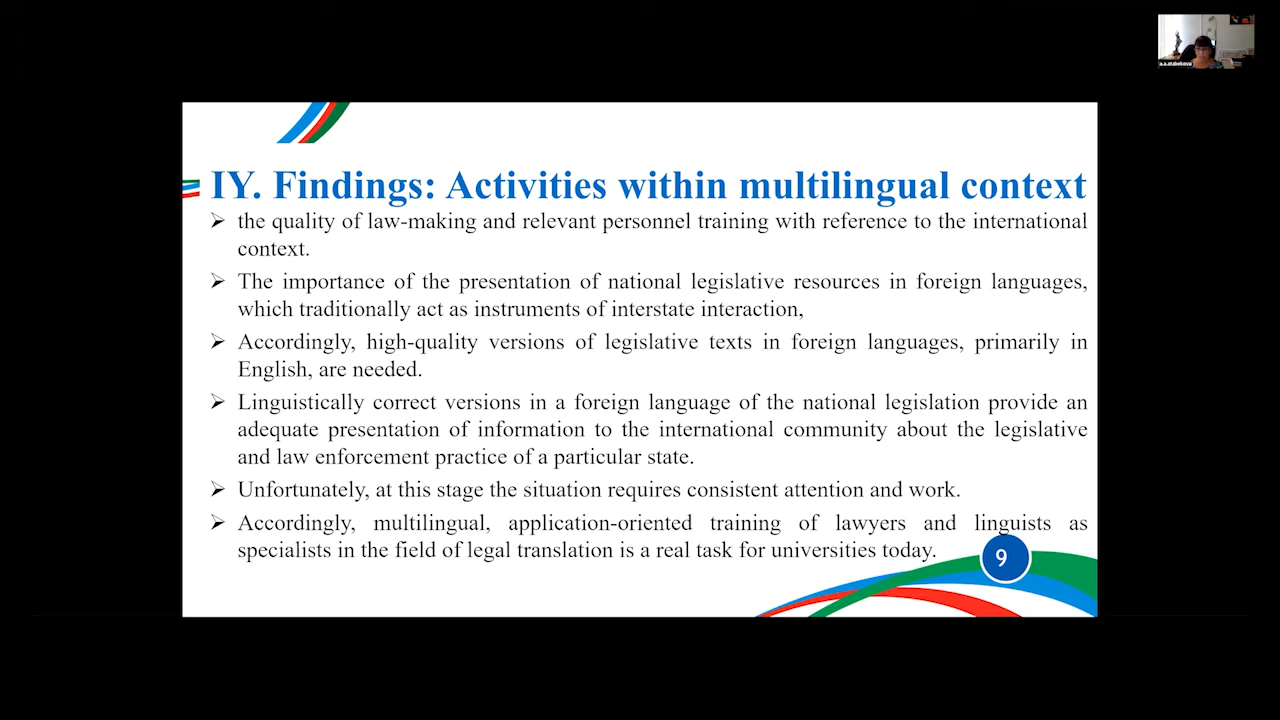 a.a.atabekova
IY. Findings: Activities within multilingual context
➢ the quality of law-making and relevant personnel training with reference to the international
context.
➢ The importance of the presentation of national legislative resources in foreign languages,
which traditionally act as instruments of interstate interaction,
➢ Accordingly, high-quality versions of legislative texts in foreign languages, primarily in
English, are needed.
➢ Linguistically correct versions in a foreign language of the national legislation provide an
adequate presentation of information to the international community about the legislative
and law enforcement practice of a particular state.
➢ Unfortunately, at this stage the situation requires consistent attention and work.
➢ Accordingly, multilingual, application-oriented training of lawyers and linguists as
specialists in the field of legal translation is a real task for universities today.
9